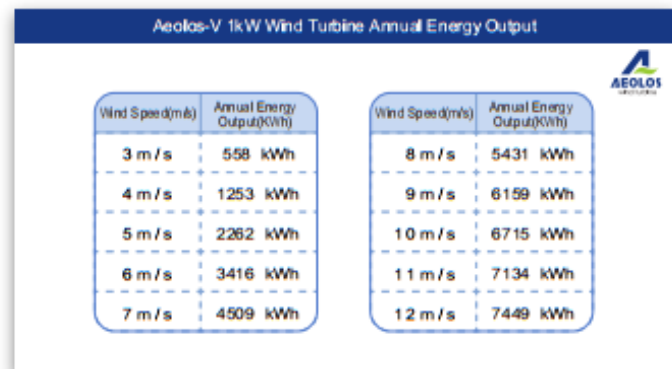 Aeolos-V 1kW Wind Turbine Annual Energy Output
AEOLOS
wind turbine
Wind Speed(m/s) Annual Energy Output(KWh)
3 m/s 558 kWh
4 m/s 1253 kWh
5 m/s 2262 kWh
6 m/s 3416 kWh
7 m/s 4509 kWh
Wind Speed(m/s) Annual Energy Output(KWh)
8 m/s 5431 kWh
9 m/s 6159 kWh
10 m/s 6715 kWh
11 m/s 7134 kWh
12 m/s 7449 kWh